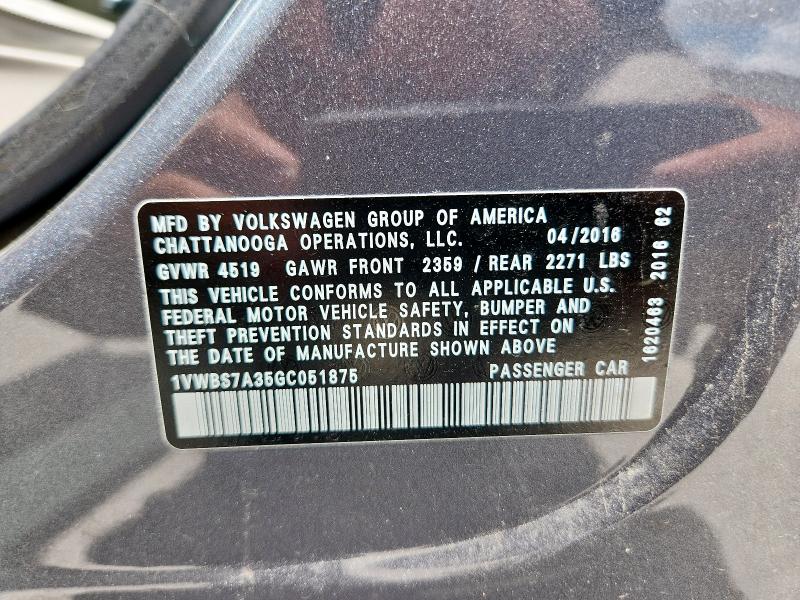 MFD BY VOLKSWAGEN GROUP OF AMERICA
CHATTANOOGA OPERATIONS, LLC. 04/2016
GVWR 4519 GAWR FRONT 2359 / REAR 2271 LBS
THIS VEHICLE CONFORMS TO ALL APPLICABLE U.S.
FEDERAL MOTOR VEHICLE SAFETY, BUMPER AND
THEFT PREVENTION STANDARDS IN EFFECT ON
THE DATE OF MANUFACTURE SHOWN ABOVE
1VWBS7A35GC051875 PASSENGER CAR
1620463 2016 62